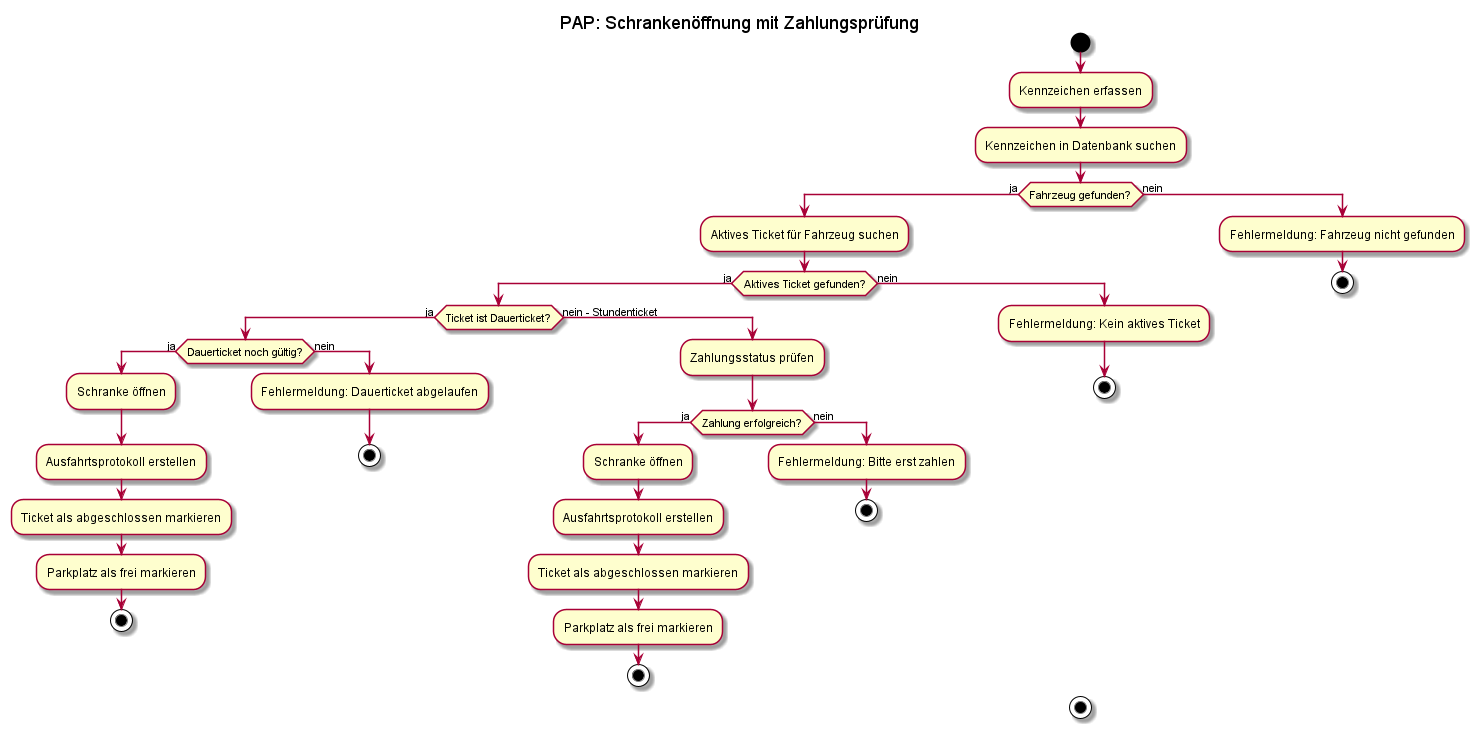 PAP: Schrankenöffnung mit Zahlungsprüfung
Kennzeichen erfassen
Kennzeichen in Datenbank suchen
ja
Fahrzeug gefunden?
nein
Aktives Ticket für Fahrzeug suchen
Fehlermeldung: Fahrzeug nicht gefunden
ja
Aktives Ticket gefunden?
nein
ja
Ticket ist Dauerticket?
nein - Stundenticket
Fehlermeldung: Kein aktives Ticket
ja
Dauerticket noch gültig?
nein
Zahlungsstatus prüfen
Schranke öffnen
Fehlermeldung: Dauerticket abgelaufen
ja
Zahlung erfolgreich?
nein
Ausfahrtsprotokoll erstellen
Schranke öffnen
Fehlermeldung: Bitte erst zahlen
Ticket als abgeschlossen markieren
Ausfahrtsprotokoll erstellen
Parkplatz als frei markieren
Ticket als abgeschlossen markieren
Parkplatz als frei markieren